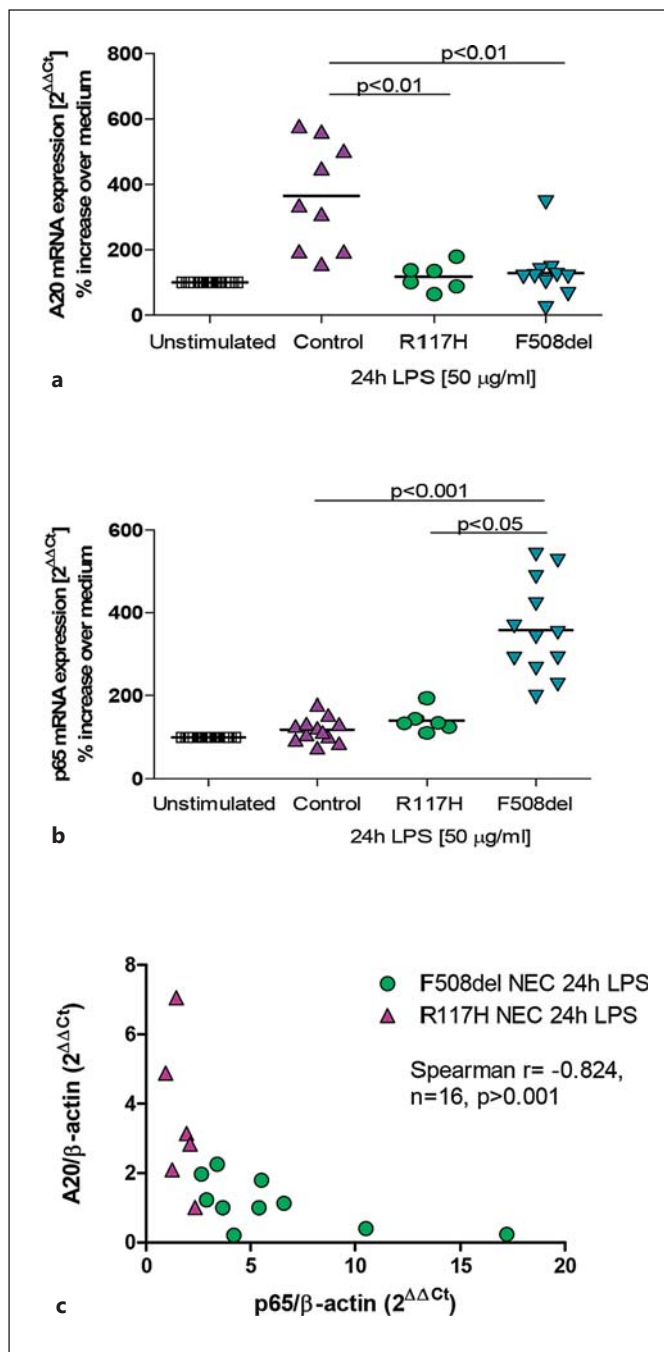 800
600
400
200
0
A20 mRNA expression [2^ΔΔCt]
% increase over medium
p<0.01
p<0.01
Unstimulated Control R117H F508del
24h LPS [50 µg/ml]
a
600
400
200
0
p65 mRNA expression [2^ΔΔCt]
% increase over medium
p<0.001
p<0.05
Unstimulated Control R117H F508del
24h LPS [50 µg/ml]
b
8
6
4
2
0
A20/β-actin (2^ΔΔCt)
F508del NEC 24h LPS
R117H NEC 24h LPS
Spearman r= -0.824,
n=16, p>0.001
0 5 10 15 20
p65/β-actin (2^ΔΔCt)
c